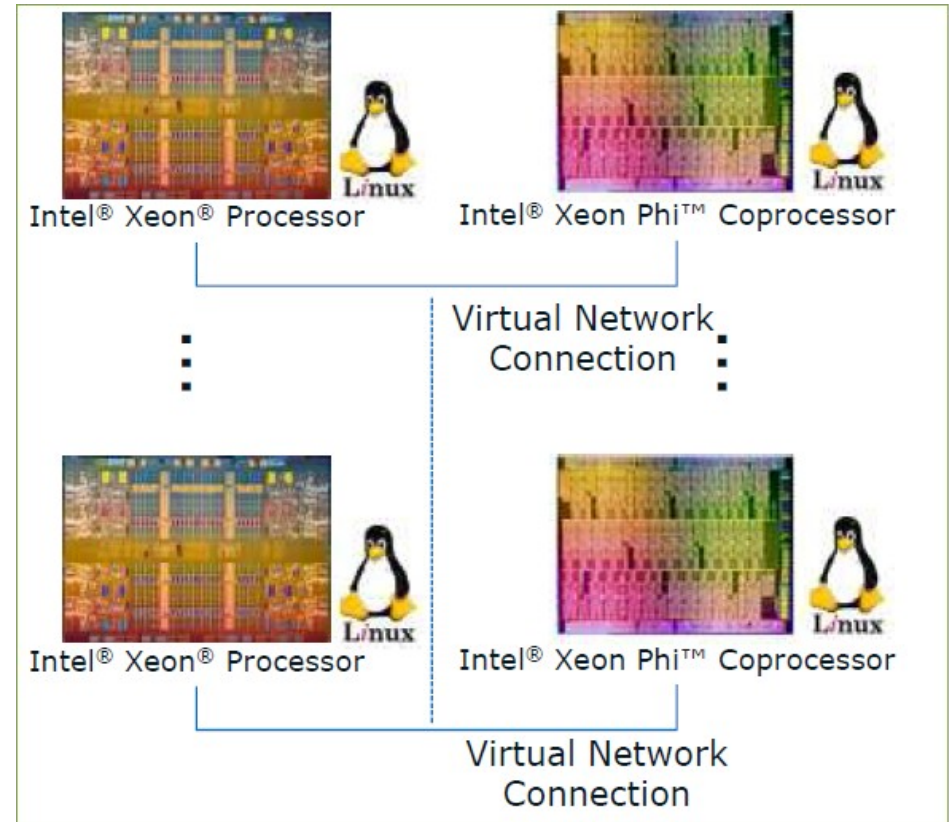 Linux
Linux
Intel® Xeon® Processor
Intel® Xeon Phi™ Coprocessor
Virtual Network
Connection
Linux
Linux
Intel® Xeon® Processor
Intel® Xeon Phi™ Coprocessor
Virtual Network
Connection